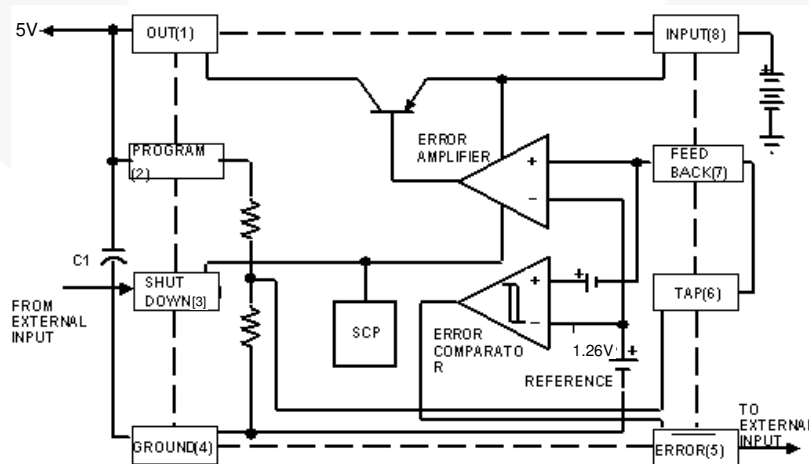 5V
OUT(1)
INPUT(8)
+
ERROR
AMPLIFIER
+
−
PROGRAM
(2)
FEED
BACK(7)
C1
SHUT
DOWN[3)
FROM
EXTERNAL
INPUT
SCP
+
+
−
ERROR
COMPARATO
R
TAP(6)
1.26V
+
REFERENCE
GROUND(4)
ERROR(5)
TO
EXTERNAL
INPUT